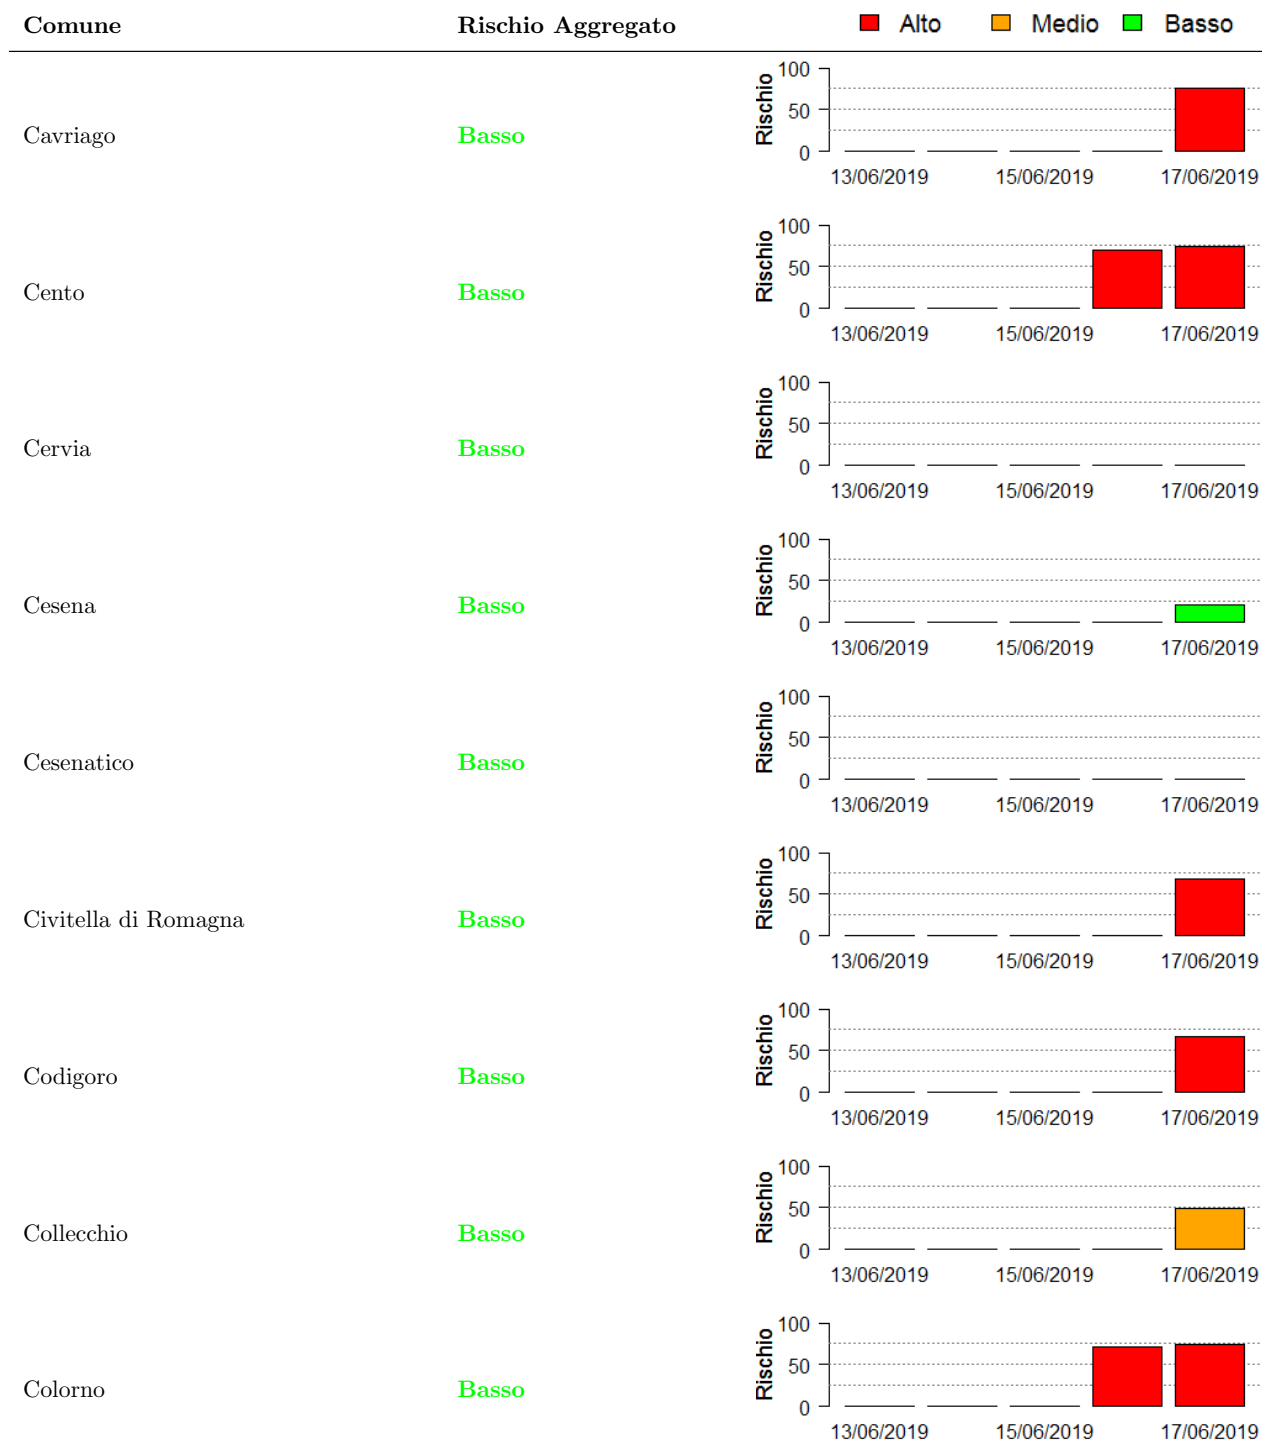 Comune Rischio Aggregato Alto Medio Basso
Cavriago Basso
Rischio
100
50
0
13/06/2019 15/06/2019 17/06/2019
Cento Basso
Rischio
100
50
0
13/06/2019 15/06/2019 17/06/2019
Cervia Basso
Rischio
100
50
0
13/06/2019 15/06/2019 17/06/2019
Cesena Basso
Rischio
100
50
0
13/06/2019 15/06/2019 17/06/2019
Cesenatico Basso
Rischio
100
50
0
13/06/2019 15/06/2019 17/06/2019
Civitella di Romagna Basso
Rischio
100
50
0
13/06/2019 15/06/2019 17/06/2019
Codigoro Basso
Rischio
100
50
0
13/06/2019 15/06/2019 17/06/2019
Collecchio Basso
Rischio
100
50
0
13/06/2019 15/06/2019 17/06/2019
Colorno Basso
Rischio
100
50
0
13/06/2019 15/06/2019 17/06/2019